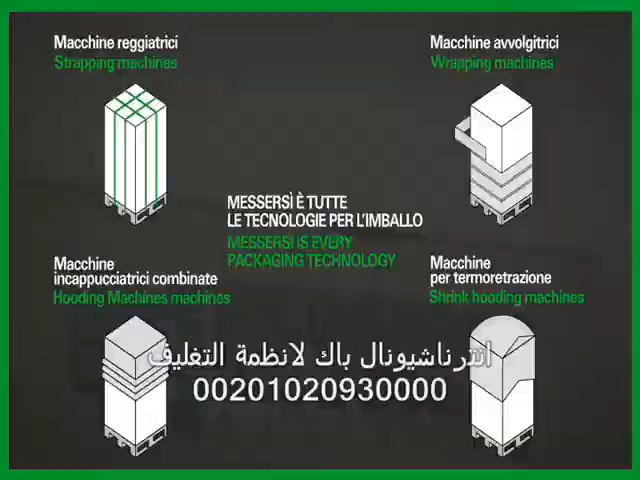 Macchine reggiatrici
Strapping machines
Macchine avvolgitrici
Wrapping machines
MESSERSÌ È TUTTE
LE TECNOLOGIE PER L'IMBALLO
MESSERSI IS EVERY
PACKAGING TECHNOLOGY
Macchine
incappucciatrici combinate
Hooding Machines machines
Macchine
per termoretrazione
Shrink hooding machines
انترناشيونال باك لانظمة التغليف
00201020930000